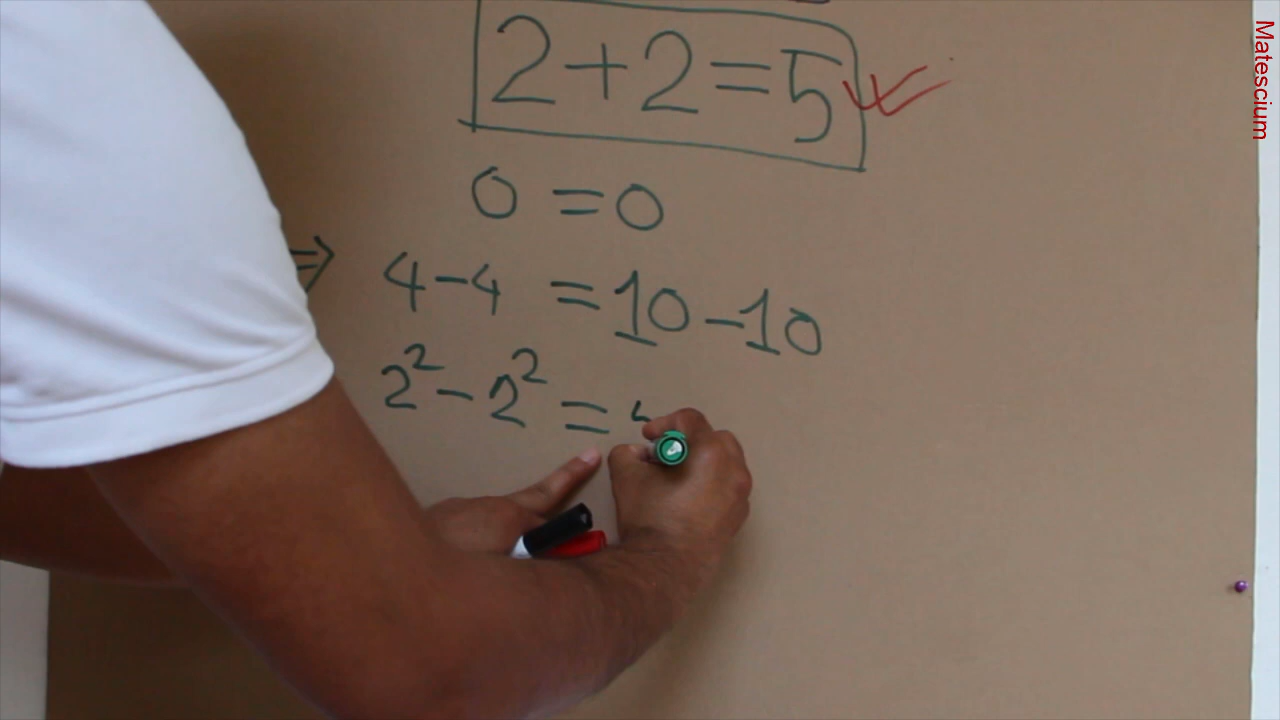 2+2=5
0=0
⇒ 4-4=10-10
2²-2²=
Matescium